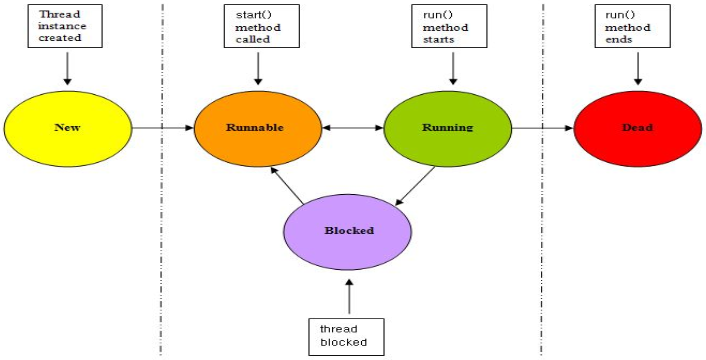 Thread
instance
created
start()
method
called
run()
method
starts
run()
method
ends
New
Runnable
Running
Dead
Blocked
thread
blocked